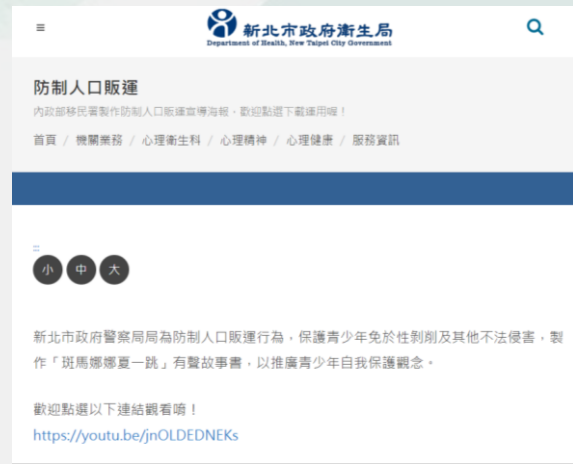 ≡
新北市政府衛生局
Department of Health, New Taipei City Government
防制人口販運
內政部移民署製作防制人口販運宣導海報，歡迎點選下載運用喔！
首頁 / 機關業務 / 心理衛生科 / 心理精神 / 心理健康 / 服務資訊
:::
小 中 大
新北市政府警察局局為防制人口販運行為，保護青少年免於性剝削及其他不法侵害，製
作「斑馬娜娜夏一跳」有聲故事書，以推廣青少年自我保護觀念。
歡迎點選以下連結觀看唷！
https://youtu.be/jnOLDEDNEKs